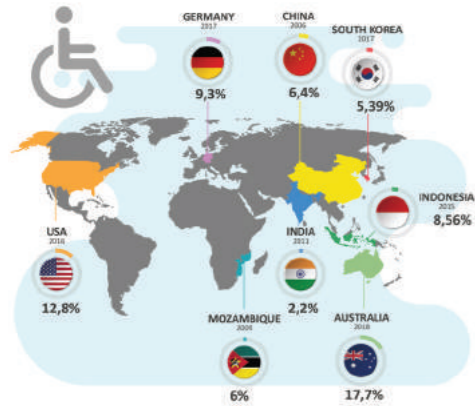 GERMANY
2017
9,3%
CHINA
2006
6,4%
SOUTH KOREA
2017
5,39%
INDONESIA
2015
8,56%
USA
2016
12,8%
INDIA
2011
2,2%
MOZAMBIQUE
2009
6%
AUSTRALIA
2018
17,7%